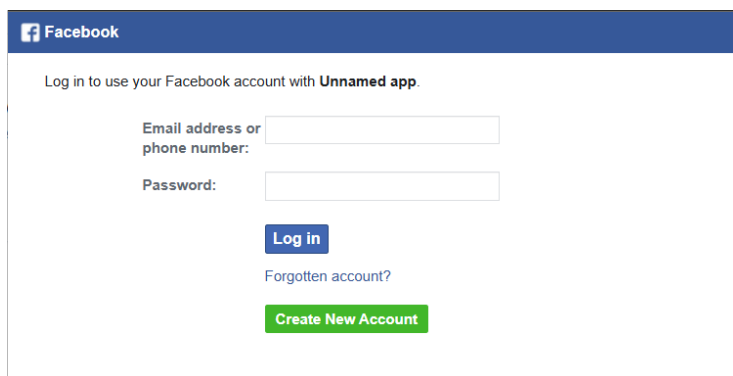 Facebook
Log in to use your Facebook account with Unnamed app.
Email address or
phone number:
Password:
Log in
Forgotten account?
Create New Account